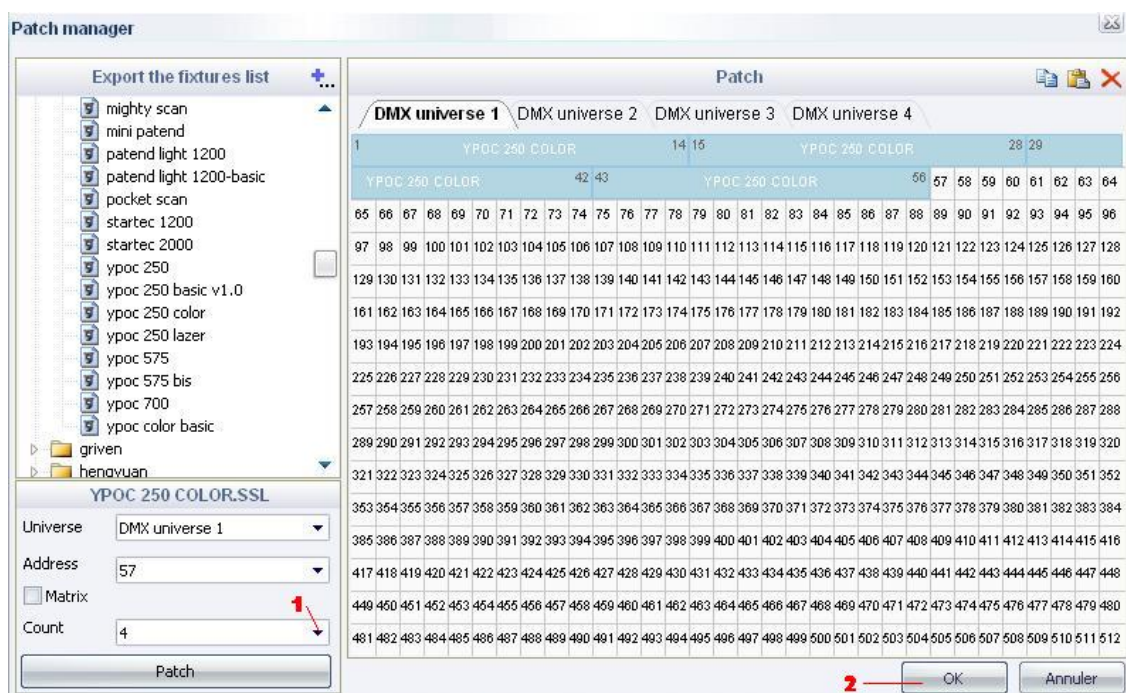 Patch manager
Export the fixtures list
mighty scan
mini patend
patend light 1200
patend light 1200-basic
pocket scan
startec 1200
startec 2000
ypoc 250
ypoc 250 basic v1.0
ypoc 250 color
ypoc 250 lazer
ypoc 575
ypoc 575 bis
ypoc 700
ypoc color basic
griven
hengyuan
YPOC 250 COLOR.SSL
Universe DMX universe 1
Address 57
Matrix
1
Count 4
Patch
Patch
DMX universe 1 DMX universe 2 DMX universe 3 DMX universe 4
1 YPOC 250 COLOR 14 15 YPOC 250 COLOR 28 29
YPOC 250 COLOR 42 43 YPOC 250 COLOR 56 57 58 59 60 61 62 63 64
65 66 67 68 69 70 71 72 73 74 75 76 77 78 79 80 81 82 83 84 85 86 87 88 89 90 91 92 93 94 95 96
97 98 99 100 101 102 103 104 105 106 107 108 109 110 111 112 113 114 115 116 117 118 119 120 121 122 123 124 125 126 127 128
129 130 131 132 133 134 135 136 137 138 139 140 141 142 143 144 145 146 147 148 149 150 151 152 153 154 155 156 157 158 159 160
161 162 163 164 165 166 167 168 169 170 171 172 173 174 175 176 177 178 179 180 181 182 183 184 185 186 187 188 189 190 191 192
193 194 195 196 197 198 199 200 201 202 203 204 205 206 207 208 209 210 211 212 213 214 215 216 217 218 219 220 221 222 223 224
225 226 227 228 229 230 231 232 233 234 235 236 237 238 239 240 241 242 243 244 245 246 247 248 249 250 251 252 253 254 255 256
257 258 259 260 261 262 263 264 265 266 267 268 269 270 271 272 273 274 275 276 277 278 279 280 281 282 283 284 285 286 287 288
289 290 291 292 293 294 295 296 297 298 299 300 301 302 303 304 305 306 307 308 309 310 311 312 313 314 315 316 317 318 319 320
321 322 323 324 325 326 327 328 329 330 331 332 333 334 335 336 337 338 339 340 341 342 343 344 345 346 347 348 349 350 351 352
353 354 355 356 357 358 359 360 361 362 363 364 365 366 367 368 369 370 371 372 373 374 375 376 377 378 379 380 381 382 383 384
385 386 387 388 389 390 391 392 393 394 395 396 397 398 399 400 401 402 403 404 405 406 407 408 409 410 411 412 413 414 415 416
417 418 419 420 421 422 423 424 425 426 427 428 429 430 431 432 433 434 435 436 437 438 439 440 441 442 443 444 445 446 447 448
449 450 451 452 453 454 455 456 457 458 459 460 461 462 463 464 465 466 467 468 469 470 471 472 473 474 475 476 477 478 479 480
481 482 483 484 485 486 487 488 489 490 491 492 493 494 495 496 497 498 499 500 501 502 503 504 505 506 507 508 509 510 511 512
2 OK Annuler